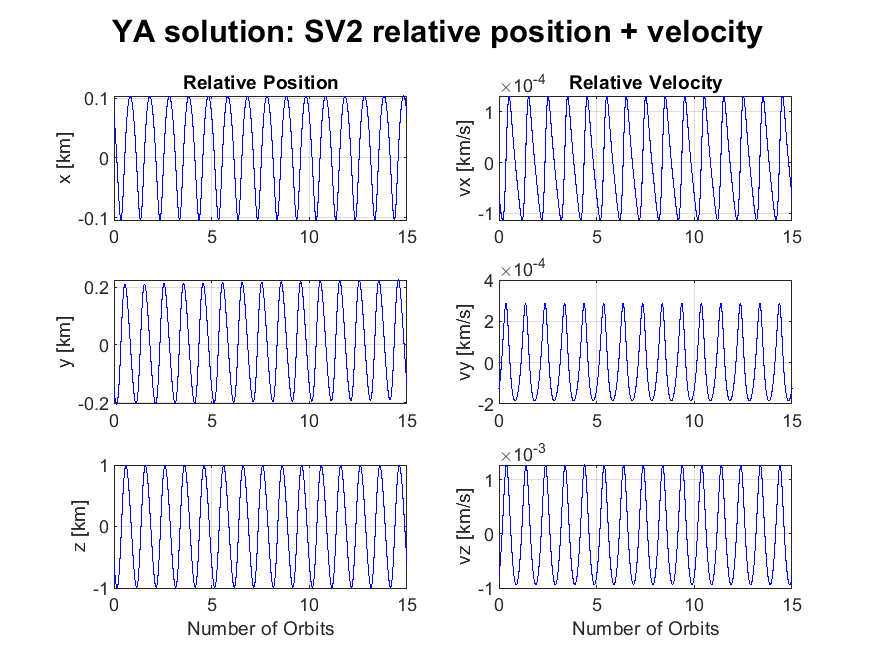 YA solution: SV2 relative position + velocity
Relative Position
x [km]
0.1
0
-0.1
0 5 10 15
Relative Velocity
×10⁻⁴
vx [km/s]
1
0
-1
0 5 10 15
y [km]
0.2
0
-0.2
0 5 10 15
×10⁻⁴
vy [km/s]
4
2
0
-2
0 5 10 15
z [km]
1
0
-1
0 5 10 15
Number of Orbits
×10⁻³
vz [km/s]
1
0
-1
0 5 10 15
Number of Orbits